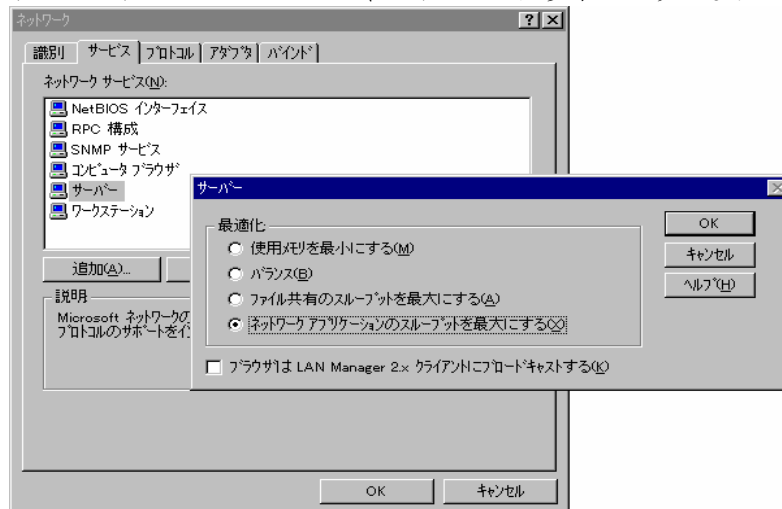 ネットワーク
識別 サービス プロトコル アダプタ バインド
ネットワーク サービス(N):
NetBIOS インターフェイス
RPC 構成
SNMP サービス
コンピュータ ブラウザ
サーバー
ワークステーション
追加(A)...
説明
Microsoft ネットワークの
プロトコルのサポートをイ
サーバー
最適化
使用メモリを最小にする(M)
バランス(B)
ファイル共有のスループットを最大にする(A)
ネットワーク アプリケーションのスループットを最大にする(X)
ブラウザは LAN Manager 2.x クライアントにブロードキャストする(K)
OK
キャンセル
ヘルプ(H)
OK キャンセル